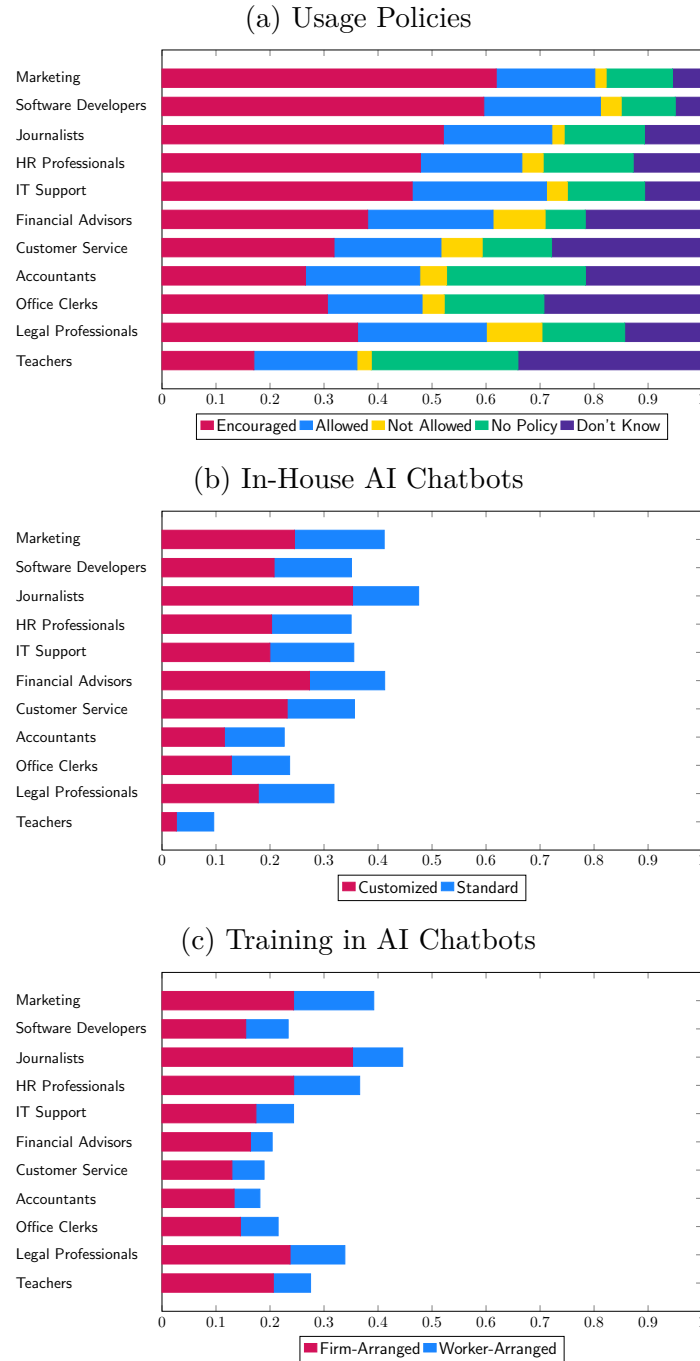 (a) Usage Policies
Marketing
Software Developers
Journalists
HR Professionals
IT Support
Financial Advisors
Customer Service
Accountants
Office Clerks
Legal Professionals
Teachers
0 0.1 0.2 0.3 0.4 0.5 0.6 0.7 0.8 0.9 1
Encouraged Allowed Not Allowed No Policy Don't Know
(b) In-House AI Chatbots
Marketing
Software Developers
Journalists
HR Professionals
IT Support
Financial Advisors
Customer Service
Accountants
Office Clerks
Legal Professionals
Teachers
0 0.1 0.2 0.3 0.4 0.5 0.6 0.7 0.8 0.9 1
Customized Standard
(c) Training in AI Chatbots
Marketing
Software Developers
Journalists
HR Professionals
IT Support
Financial Advisors
Customer Service
Accountants
Office Clerks
Legal Professionals
Teachers
0 0.1 0.2 0.3 0.4 0.5 0.6 0.7 0.8 0.9 1
Firm-Arranged Worker-Arranged